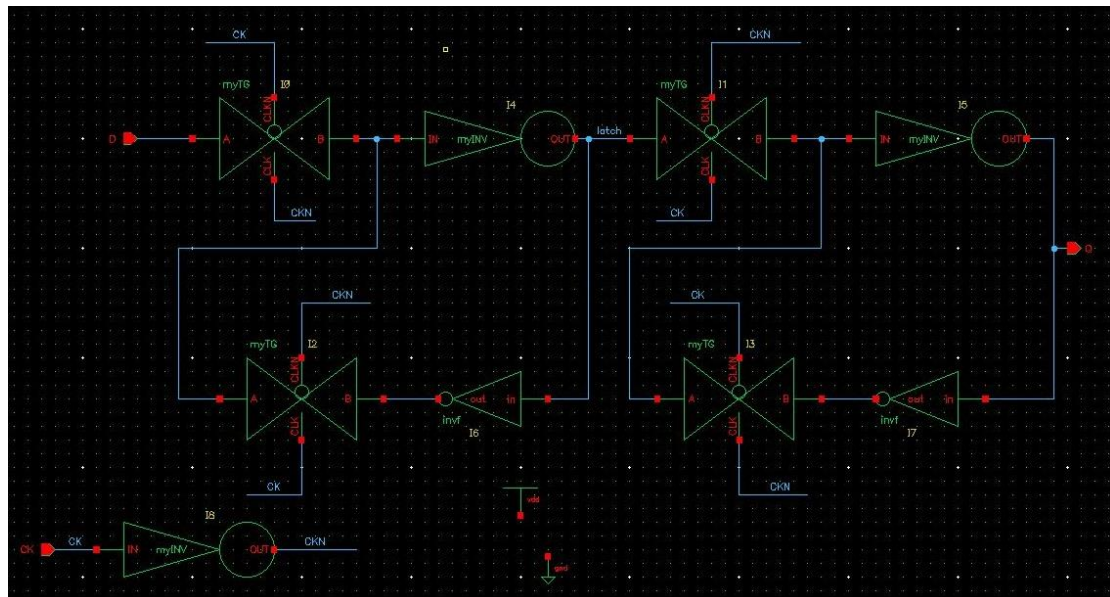 CK CKN
myTG I0 I4 myTG I1 I5
CLKN CLKN
D A B IN myINV OUT latch A B IN myINV OUT
CLK CLK
CKN CK
Q
CKN CK
myTG I2 myTG I3
CLKN CLKN
A B out in A B out in
CLK invf I6 CLK invf I7
CK CKN
vdd
I8
CK CK IN myINV OUT CKN
gnd